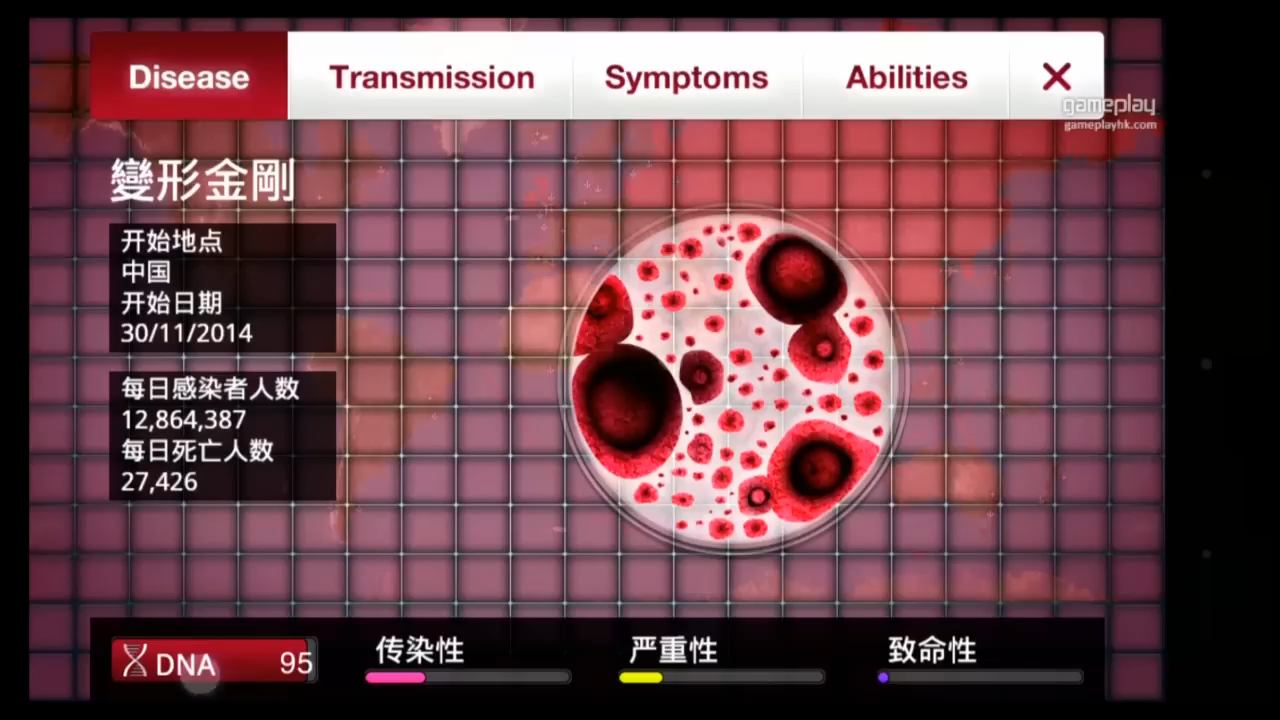 Disease
Transmission
Symptoms
Abilities
X
gameplay
gameplayhk.com
變形金剛
开始地点
中国
开始日期
30/11/2014
每日感染者人数
12,864,387
每日死亡人数
27,426
DNA 95
传染性
严重性
致命性